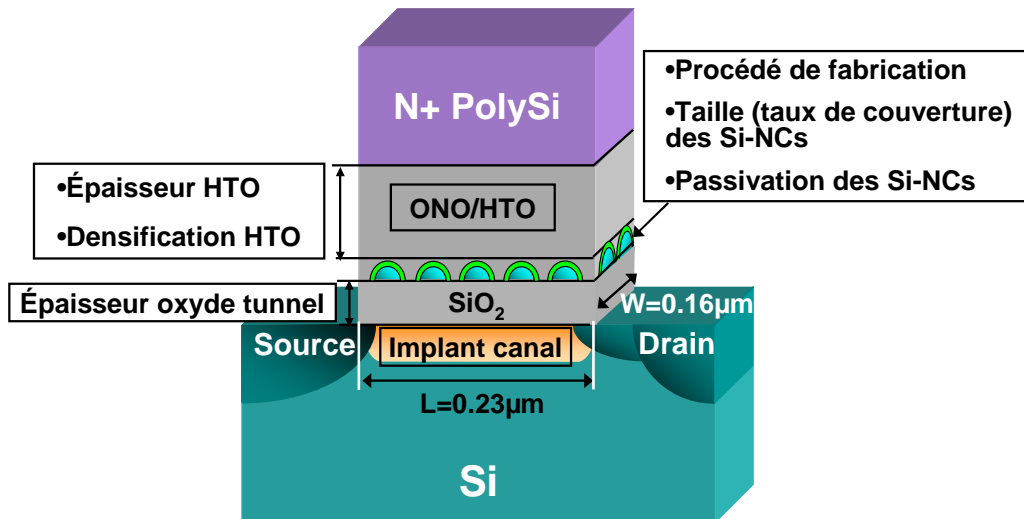 N+ PolySi
•Procédé de fabrication
•Taille (taux de couverture)
des Si-NCs
•Passivation des Si-NCs
•Épaisseur HTO
•Densification HTO
ONO/HTO
Épaisseur oxyde tunnel
SiO₂
W=0.16µm
Source
Implant canal
Drain
L=0.23µm
Si